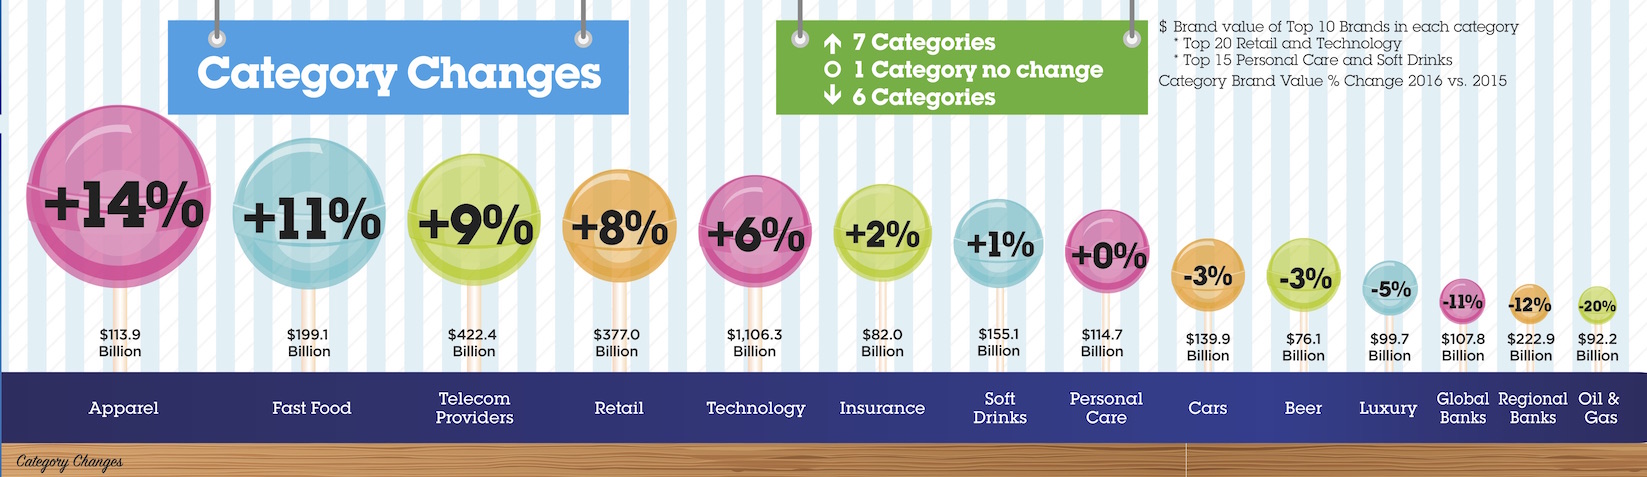 Category Changes
↑ 7 Categories
O 1 Category no change
↓ 6 Categories
$ Brand value of Top 10 Brands in each category
* Top 20 Retail and Technology
* Top 15 Personal Care and Soft Drinks
Category Brand Value % Change 2016 vs. 2015
+14%
$113.9
Billion
Apparel
+11%
$199.1
Billion
Fast Food
+9%
$422.4
Billion
Telecom
Providers
+8%
$377.0
Billion
Retail
+6%
$1,106.3
Billion
Technology
+2%
$82.0
Billion
Insurance
+1%
$155.1
Billion
Soft
Drinks
+0%
$114.7
Billion
Personal
Care
-3%
$139.9
Billion
Cars
-3%
$76.1
Billion
Beer
-5%
$99.7
Billion
Luxury
-11%
$107.8
Billion
Global
Banks
-12%
$222.9
Billion
Regional
Banks
-20%
$92.2
Billion
Oil &
Gas
Category Changes